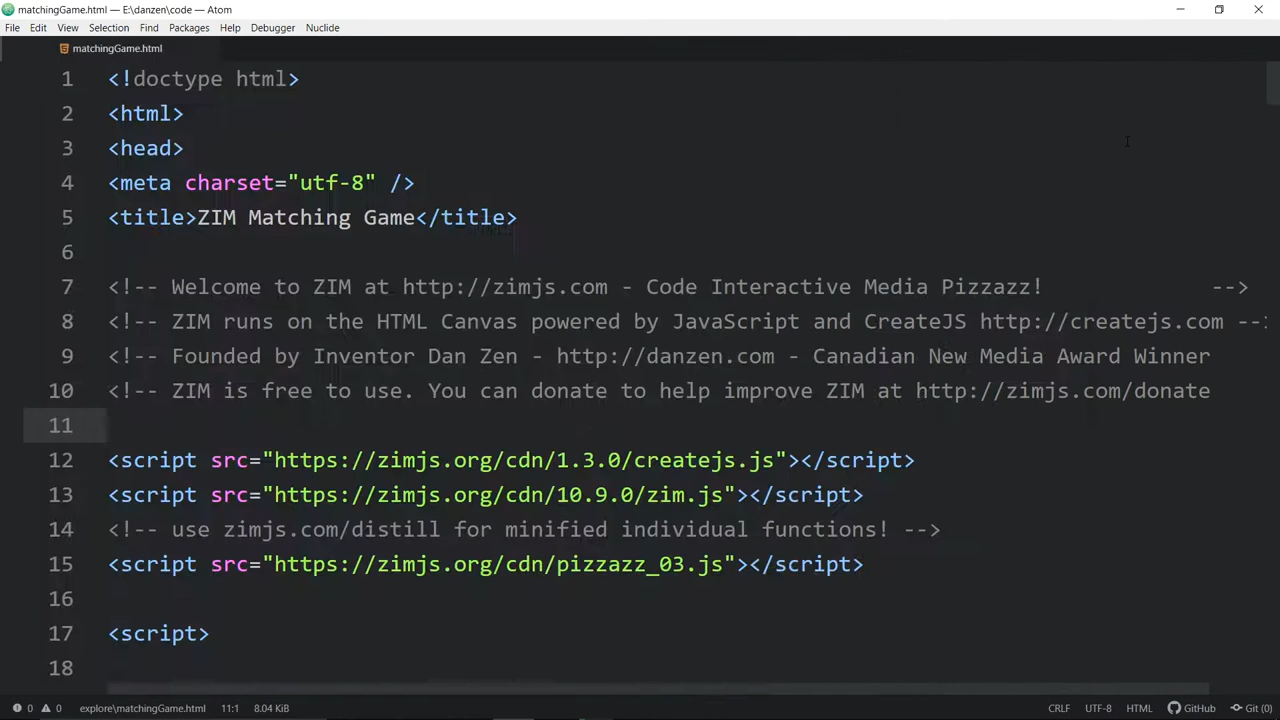 matchingGame.html — E:\danzen\code — Atom
File Edit View Selection Find Packages Help Debugger Nuclide
matchingGame.html
1 <!doctype html>
2 <html>
3 <head>
4 <meta charset="utf-8" />
5 <title>ZIM Matching Game</title>
6
7 <!-- Welcome to ZIM at http://zimjs.com - Code Interactive Media Pizzazz! -->
8 <!-- ZIM runs on the HTML Canvas powered by JavaScript and CreateJS http://createjs.com --
9 <!-- Founded by Inventor Dan Zen - http://danzen.com - Canadian New Media Award Winner
10 <!-- ZIM is free to use. You can donate to help improve ZIM at http://zimjs.com/donate
11
12 <script src="https://zimjs.org/cdn/1.3.0/createjs.js"></script>
13 <script src="https://zimjs.org/cdn/10.9.0/zim.js"></script>
14 <!-- use zimjs.com/distill for minified individual functions! -->
15 <script src="https://zimjs.org/cdn/pizzazz_03.js"></script>
16
17 <script>
18
0 0 explore\matchingGame.html 11:1 8.04 KiB CRLF UTF-8 HTML GitHub Git (0)